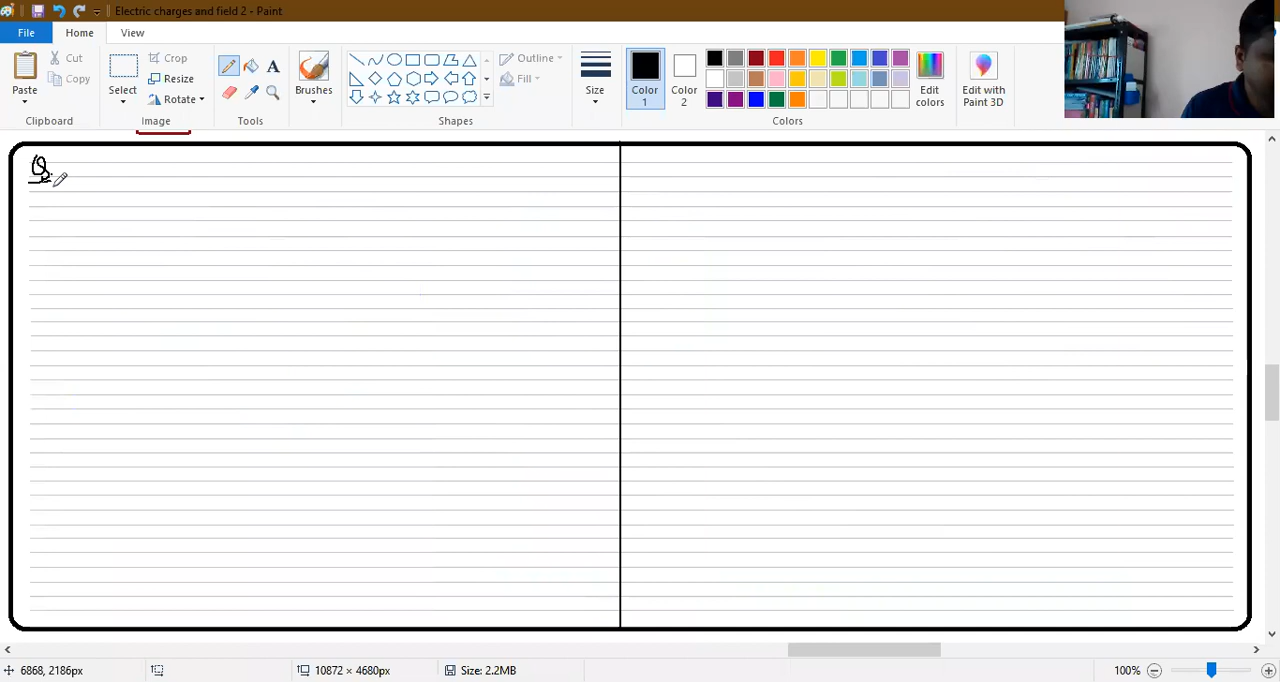 Electric charges and field 2 - Paint
File Home View
Paste Cut Copy Clipboard
Select Crop Resize Rotate Image
A Tools
Brushes
Shapes
Outline Fill
Size
Color 1 Color 2
Edit colors
Edit with Paint 3D
Colors
Q.
6868, 2186px 10872 × 4680px Size: 2.2MB 100%